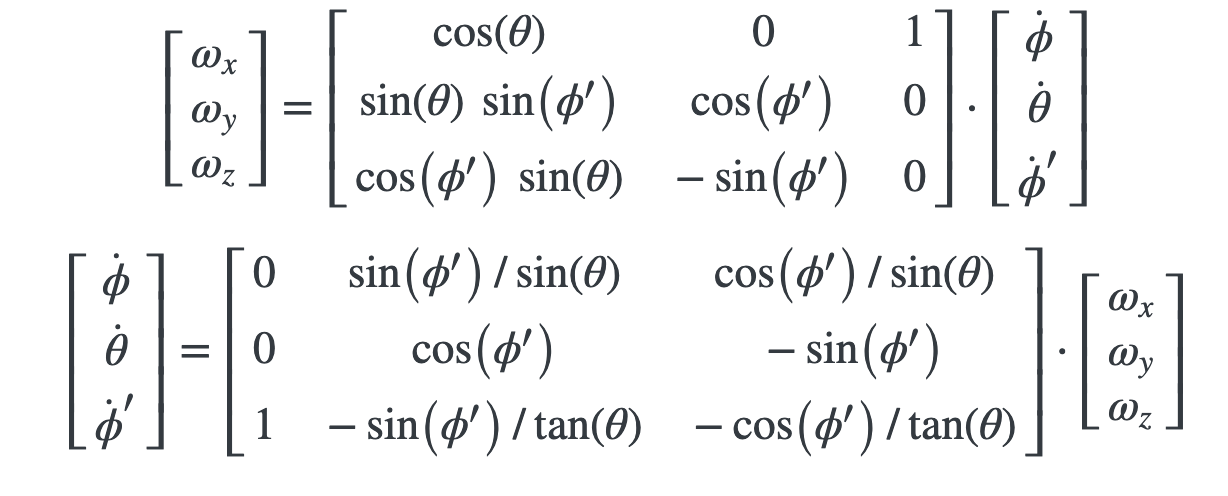 [ω_x ω_y ω_z] = [cos(θ) 0 1; sin(θ) sin(ϕ′) cos(ϕ′) 0; cos(ϕ′) sin(θ) − sin(ϕ′) 0] · [ϕ̇ θ̇ ϕ̇′]
[ϕ̇ θ̇ ϕ̇′] = [0 sin(ϕ′) / sin(θ) cos(ϕ′) / sin(θ); 0 cos(ϕ′) − sin(ϕ′); 1 − sin(ϕ′) / tan(θ) − cos(ϕ′) / tan(θ)] · [ω_x ω_y ω_z]